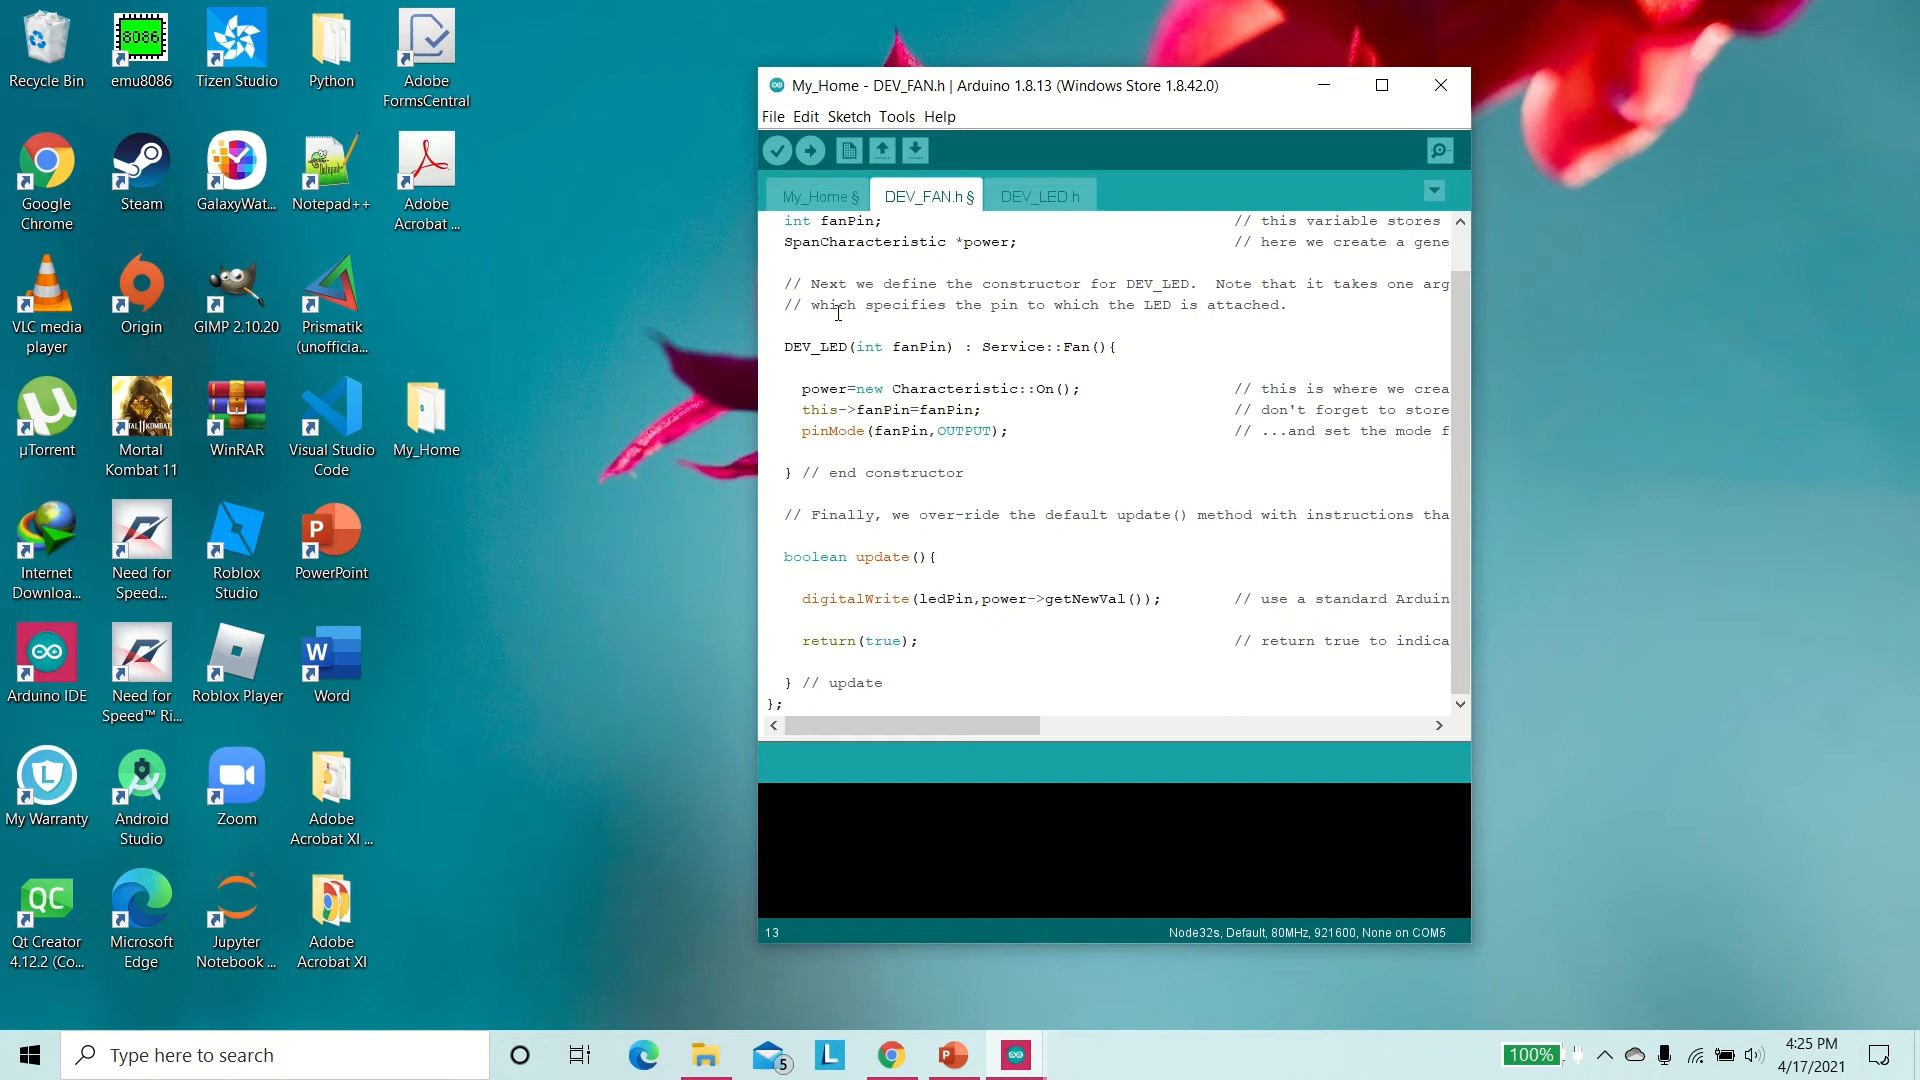 Recycle Bin
emu8086
Tizen Studio
Python
Adobe
FormsCentral
8086
Google
Chrome
Steam
GalaxyWat...
Notepad++
Adobe
Acrobat ...
VLC media
player
Origin
GIMP 2.10.20
Prismatik
(unofficia...
µTorrent
Mortal
Kombat 11
WinRAR
Visual Studio
Code
My_Home
Internet
Downloa...
Need for
Speed...
Roblox
Studio
PowerPoint
Arduino IDE
Need for
Speed™ Ri...
Roblox Player
Word
My Warranty
Android
Studio
Zoom
Adobe
Acrobat XI ...
Qt Creator
4.12.2 (Co...
Microsoft
Edge
Jupyter
Notebook ...
Adobe
Acrobat XI
My_Home - DEV_FAN.h | Arduino 1.8.13 (Windows Store 1.8.42.0)
File Edit Sketch Tools Help
My_Home § DEV_FAN.h § DEV_LED.h
int fanPin; // this variable stores
SpanCharacteristic *power; // here we create a gene
// Next we define the constructor for DEV_LED. Note that it takes one arg
// which specifies the pin to which the LED is attached.
DEV_LED(int fanPin) : Service::Fan(){
power=new Characteristic::On(); // this is where we crea
this->fanPin=fanPin; // don't forget to store
pinMode(fanPin,OUTPUT); // ...and set the mode f
} // end constructor
// Finally, we over-ride the default update() method with instructions tha
boolean update(){
digitalWrite(ledPin,power->getNewVal()); // use a standard Arduin
return(true); // return true to indica
} // update
};
13
Node32s, Default, 80MHz, 921600, None on COM5
Type here to search
5
L
100%
4:25 PM
4/17/2021